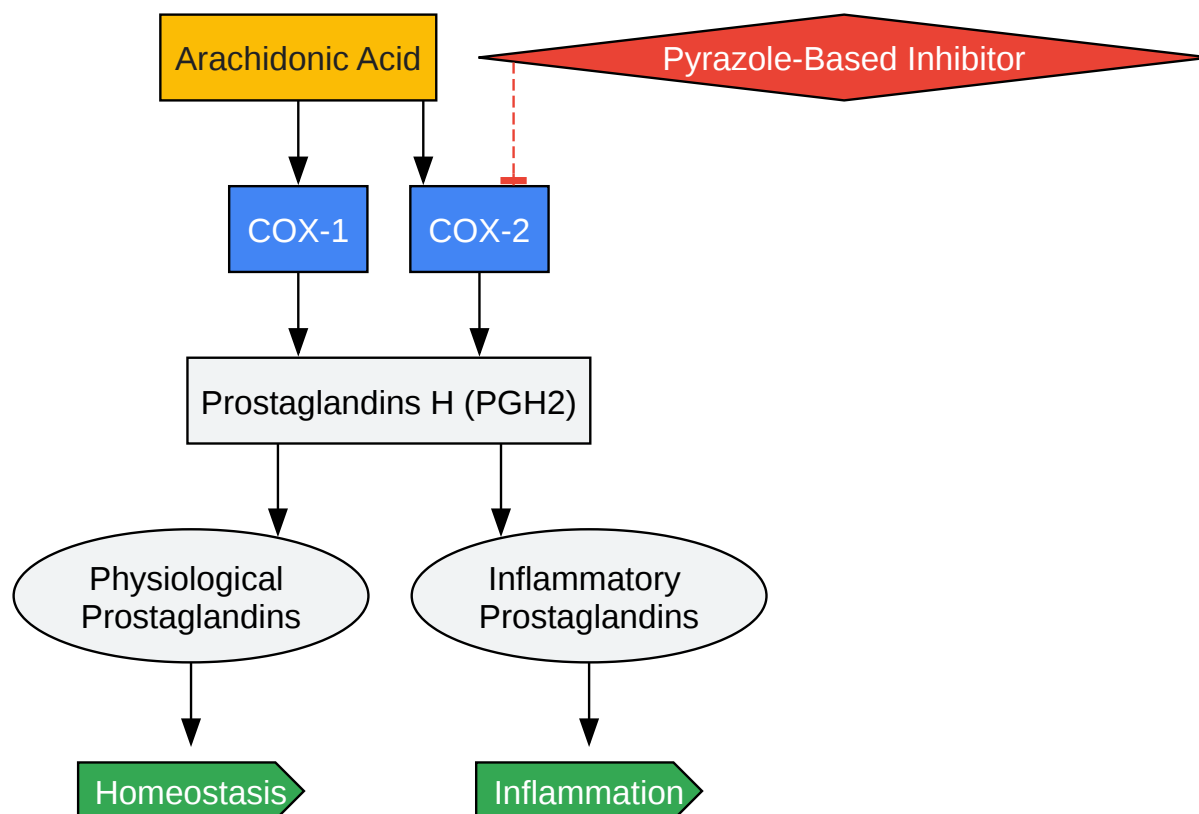 Arachidonic Acid
Pyrazole-Based Inhibitor
COX-1
COX-2
Prostaglandins H (PGH2)
Physiological
Prostaglandins
Inflammatory
Prostaglandins
Homeostasis
Inflammation